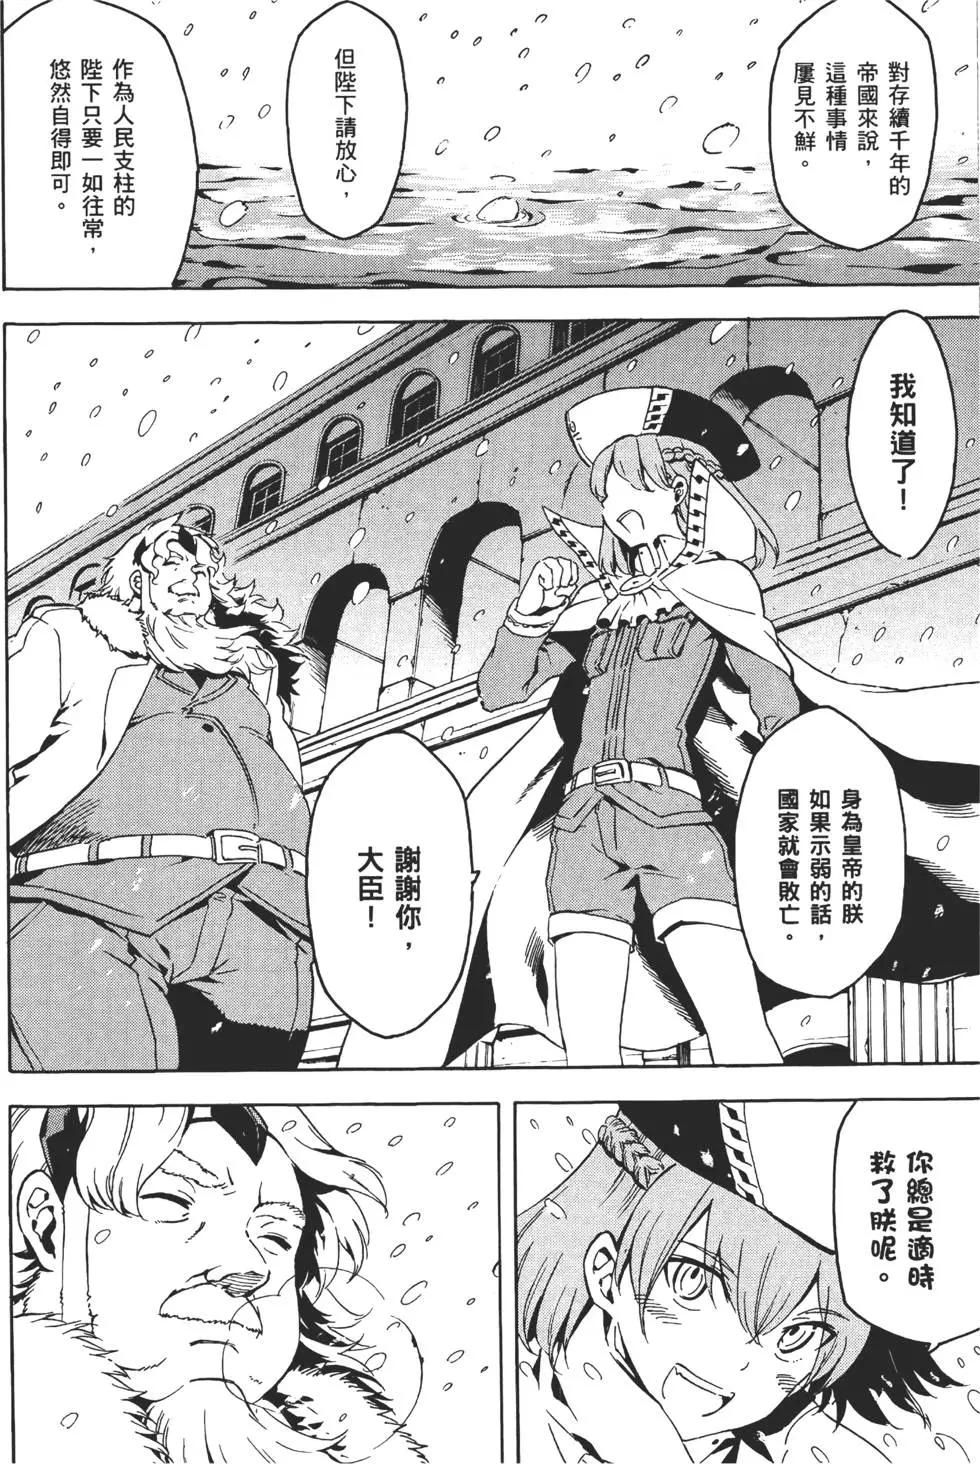 對存續千年的
帝國來說，
這種事情
屢見不鮮。
但陛下請放心，
作為人民支柱的
陛下只要一如往常，
悠然自得即可。
我知道了！
身為皇帝的朕
如果示弱的話，
國家就會敗亡。
謝謝你，
大臣！
你總是適時
救了朕呢。